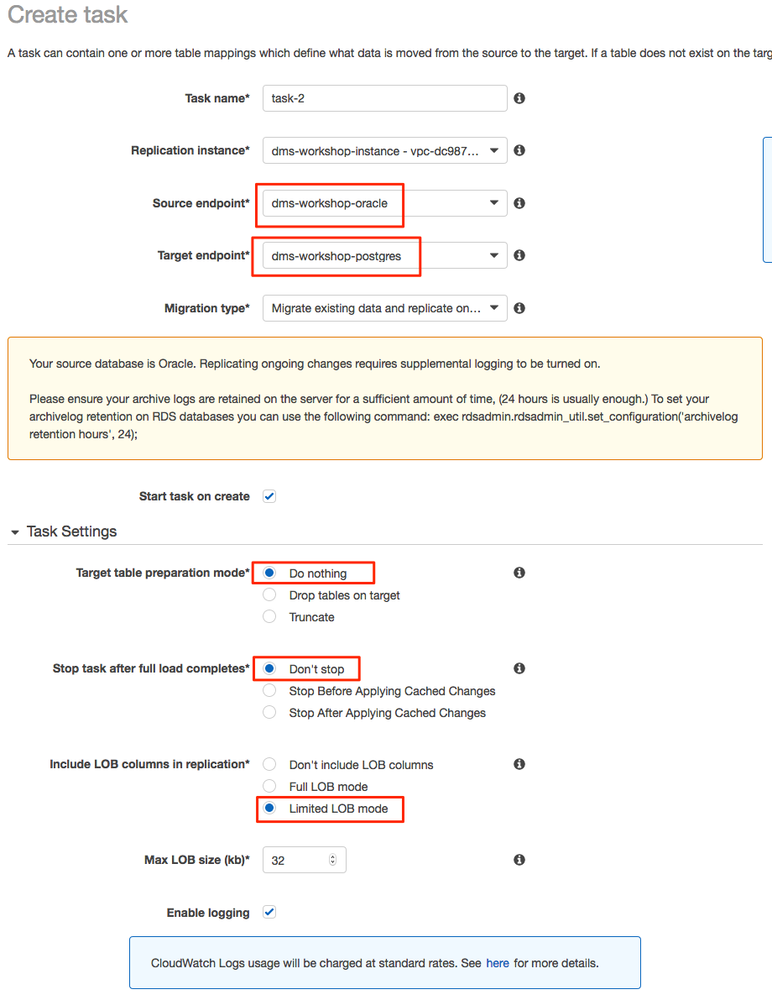 Create task
A task can contain one or more table mappings which define what data is moved from the source to the target. If a table does not exist on the
Task name* task-2
Replication instance* dms-workshop-instance - vpc-dc987...
Source endpoint* dms-workshop-oracle
Target endpoint* dms-workshop-postgres
Migration type* Migrate existing data and replicate on...
Your source database is Oracle. Replicating ongoing changes requires supplemental logging to be turned on.
Please ensure your archive logs are retained on the server for a sufficient amount of time, (24 hours is usually enough.) To set your
archivelog retention on RDS databases you can use the following command: exec rdsadmin.rdsadmin_util.set_configuration('archivelog
retention hours', 24);
Start task on create
Task Settings
Target table preparation mode* Do nothing
Drop tables on target
Truncate
Stop task after full load completes* Don't stop
Stop Before Applying Cached Changes
Stop After Applying Cached Changes
Include LOB columns in replication* Don't include LOB columns
Full LOB mode
Limited LOB mode
Max LOB size (kb)* 32
Enable logging
CloudWatch Logs usage will be charged at standard rates. See here for more details.